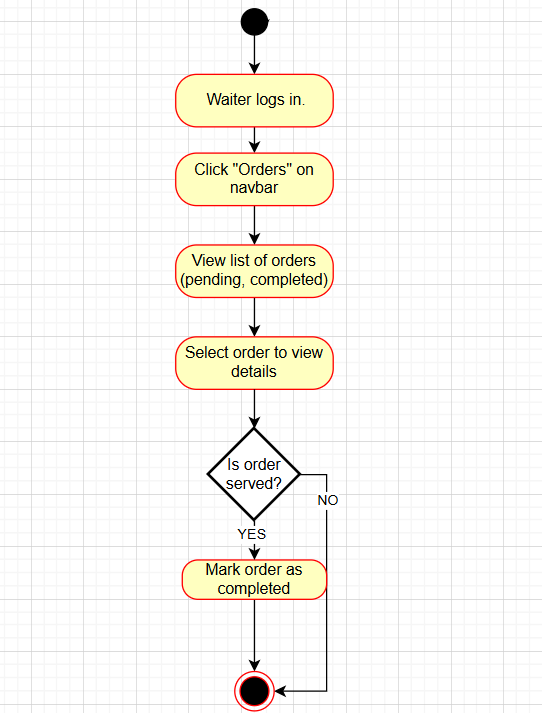 Waiter logs in.
Click "Orders" on
navbar
View list of orders
(pending, completed)
Select order to view
details
Is order
served?
NO
YES
Mark order as
completed